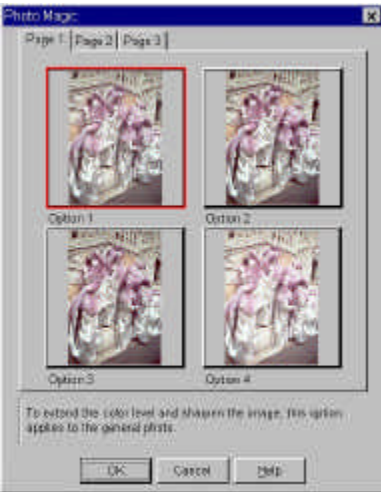 Photo Magic
Page 1 Page 2 Page 3
Option 1 Option 2
Option 3 Option 4
To extend the color level and sharpen the image, this option
applies to the general photo.
OK Cancel Help